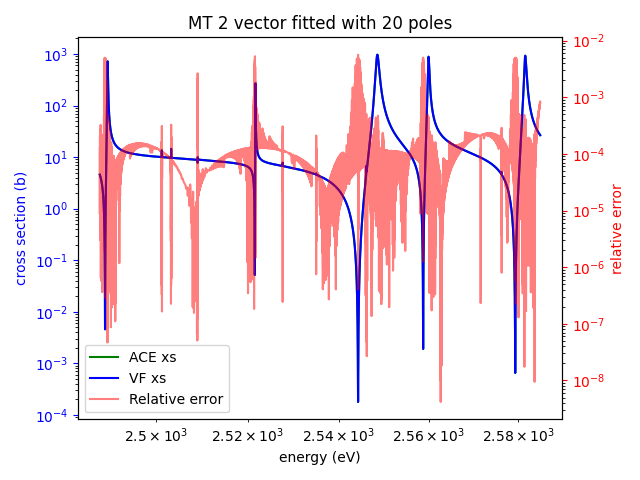 MT 2 vector fitted with 20 poles
cross section (b)
10³
10²
10¹
10⁰
10⁻¹
10⁻²
10⁻³
10⁻⁴
10⁻²
10⁻³
10⁻⁴
10⁻⁵
10⁻⁶
10⁻⁷
10⁻⁸
relative error
ACE xs
VF xs
Relative error
2.5 × 10³ 2.52 × 10³ 2.54 × 10³ 2.56 × 10³ 2.58 × 10³
energy (eV)